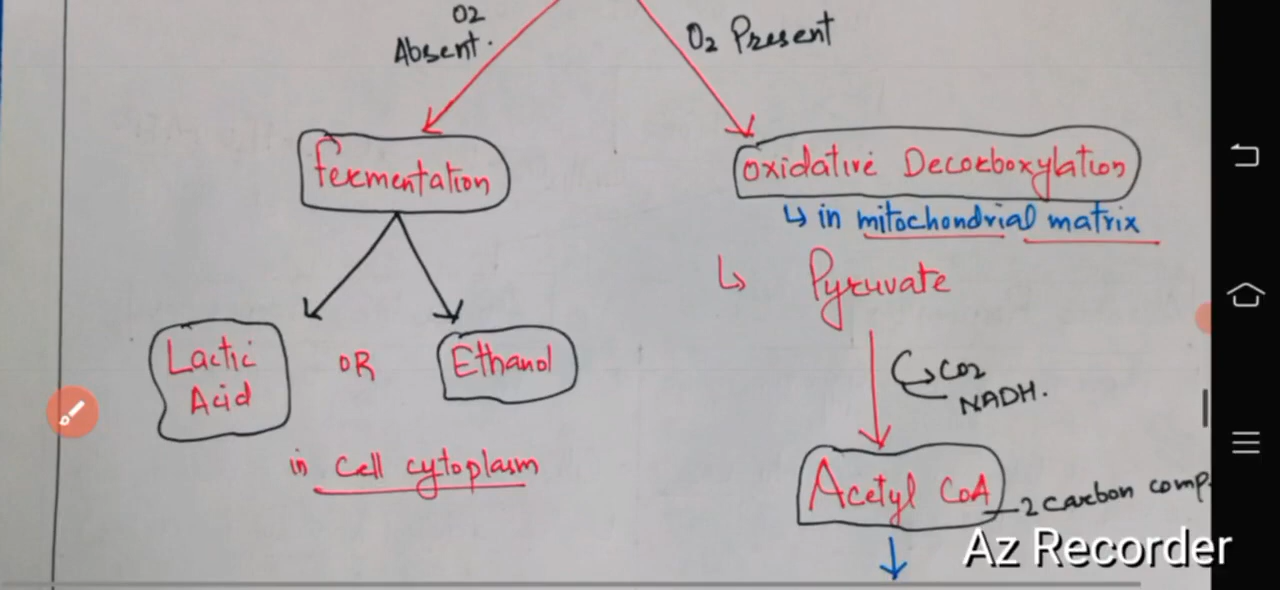 O2
Absent.
O2 Present
fermentation
oxidative Decarboxylation
↳ in mitochondrial matrix
↳ Pyruvate
CO2
NADH.
Lactic
Acid
OR
Ethanol
in cell cytoplasm
Acetyl CoA
2 carbon comp.
Az Recorder